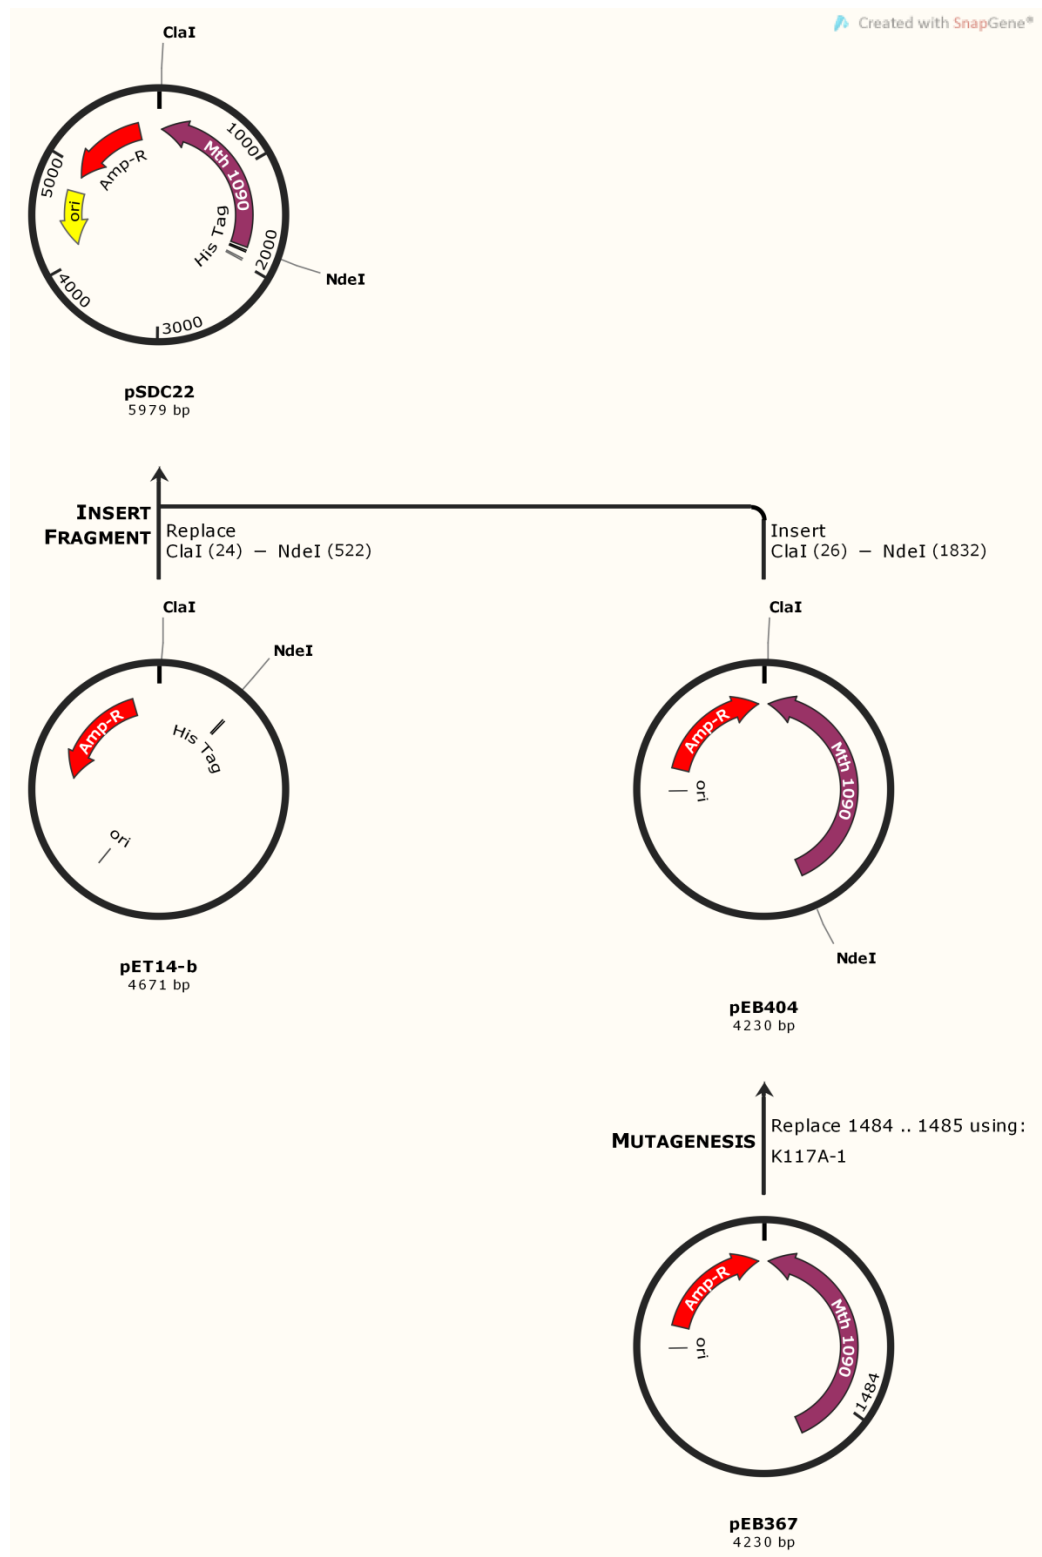 Created with SnapGene®
ClaI
1000
5000
Mth 1090
Amp-R
ori
His Tag
2000
NdeI
4000
3000
pSDC22
5979 bp
INSERT
FRAGMENT
Replace
ClaI (24) – NdeI (522)
Insert
ClaI (26) – NdeI (1832)
ClaI
NdeI
Amp-R
His Tag
ori
pET14-b
4671 bp
ClaI
Amp-R
Mth 1090
ori
NdeI
pEB404
4230 bp
MUTAGENESIS
Replace 1484 .. 1485 using:
K117A-1
Amp-R
Mth 1090
ori
1484
pEB367
4230 bp